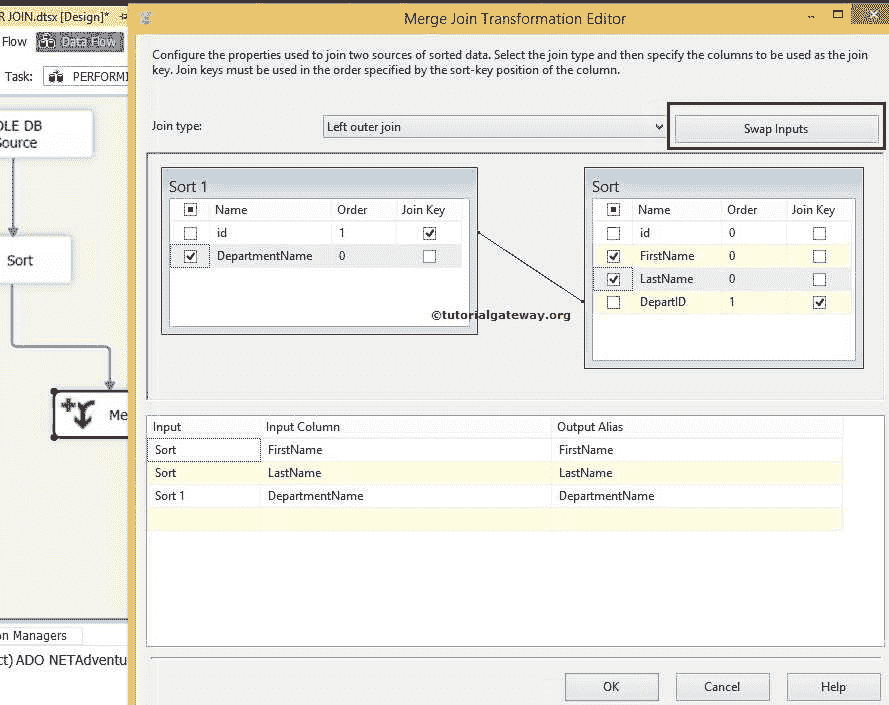 R JOIN.dtsx [Design]*
Merge Join Transformation Editor
Flow
Data Flow
Task:
PERFORMI
Configure the properties used to join two sources of sorted data. Select the join type and then specify the columns to be used as the join
key. Join keys must be used in the order specified by the sort-key position of the column.
Join type:
Left outer join
Swap Inputs
OLE DB
Source
Sort
Me
Sort 1
Name Order Join Key
id 1
DepartmentName 0
Sort
Name Order Join Key
id 0
FirstName 0
LastName 0
DepartID 1
©tutorialgateway.org
Input Input Column Output Alias
Sort FirstName FirstName
Sort LastName LastName
Sort 1 DepartmentName DepartmentName
on Managers
ct) ADO NETAdventu
OK
Cancel
Help